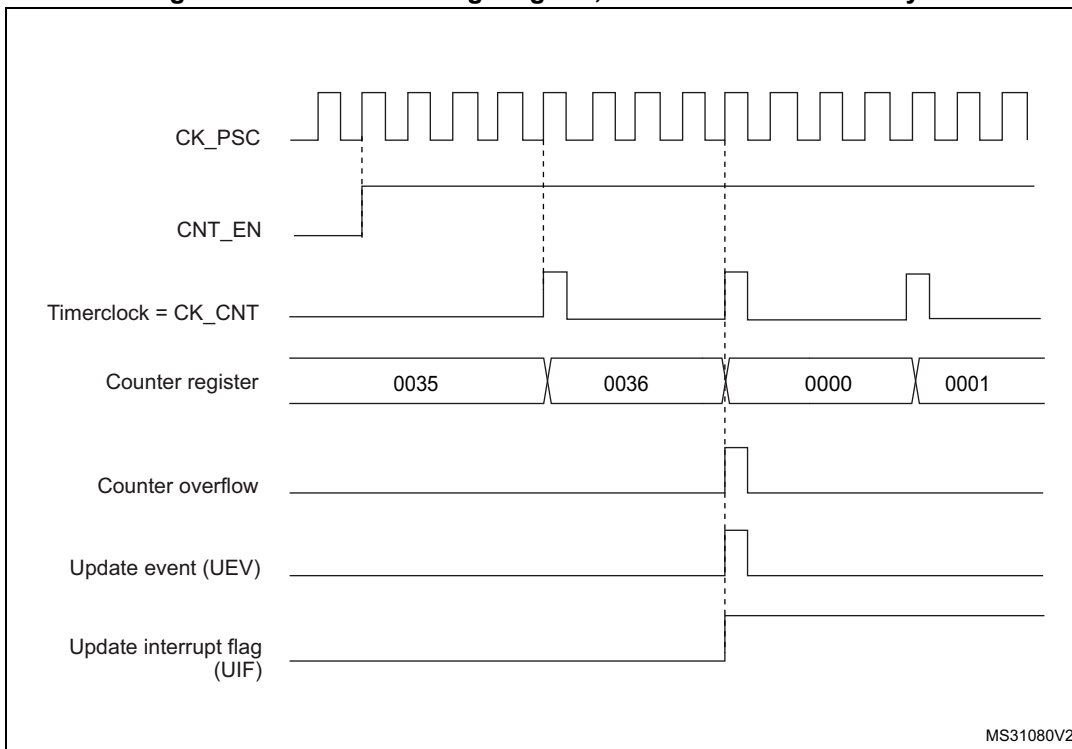 CK_PSC
CNT_EN
Timerclock = CK_CNT
Counter register 0035 0036 0000 0001
Counter overflow
Update event (UEV)
Update interrupt flag
(UIF)
MS31080V2